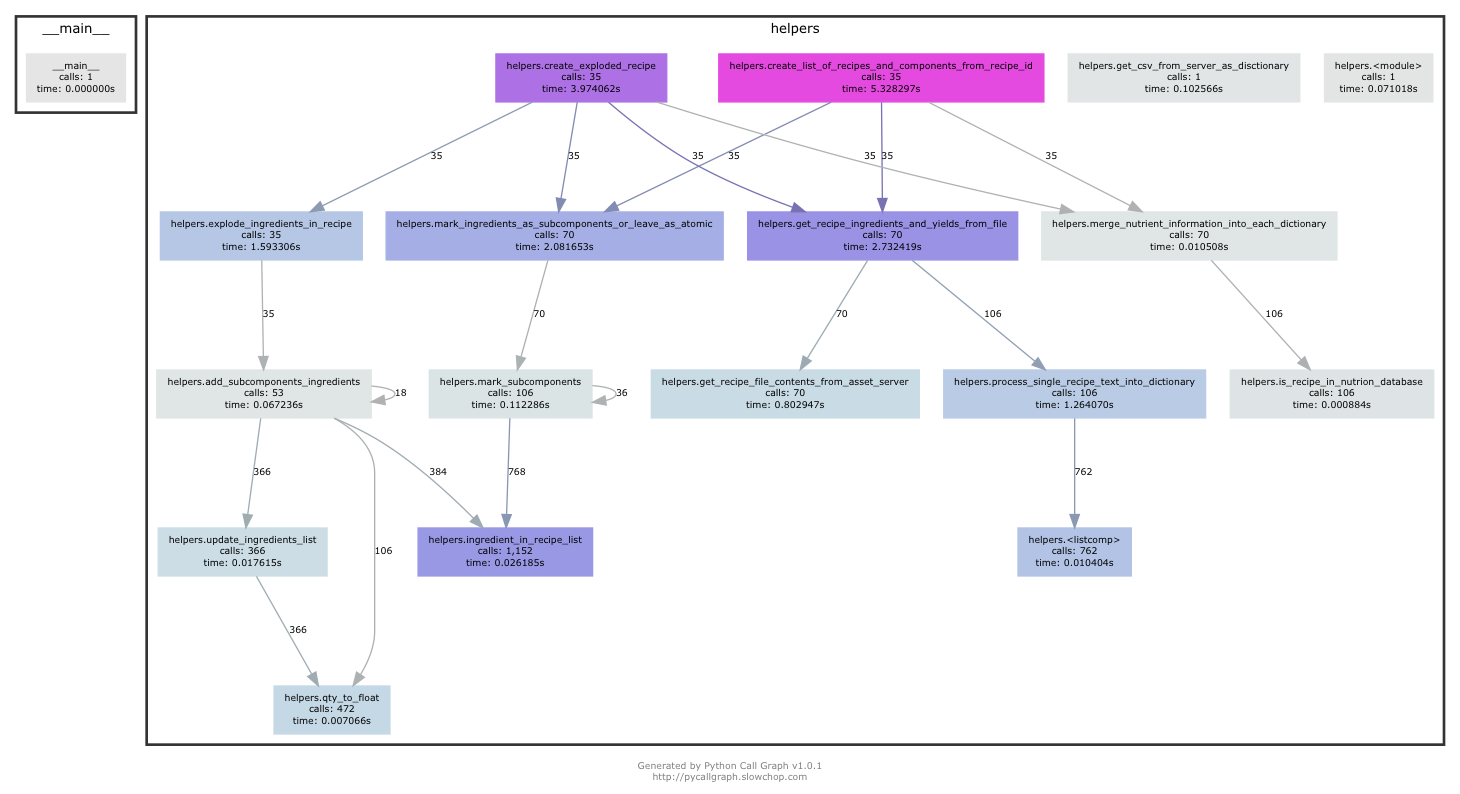 __main__
__main__
calls: 1
time: 0.000000s
helpers
helpers.create_exploded_recipe
calls: 35
time: 3.974062s
helpers.create_list_of_recipes_and_components_from_recipe_id
calls: 35
time: 5.328297s
helpers.get_csv_from_server_as_disctionary
calls: 1
time: 0.102566s
helpers.<module>
calls: 1
time: 0.071018s
35
35
35
35
35
35
35
helpers.explode_ingredients_in_recipe
calls: 35
time: 1.593306s
helpers.mark_ingredients_as_subcomponents_or_leave_as_atomic
calls: 70
time: 2.081653s
helpers.get_recipe_ingredients_and_yields_from_file
calls: 70
time: 2.732419s
helpers.merge_nutrient_information_into_each_dictionary
calls: 70
time: 0.010508s
35
70
70
106
106
helpers.add_subcomponents_ingredients
calls: 53
time: 0.067236s
18
helpers.mark_subcomponents
calls: 106
time: 0.112286s
36
helpers.get_recipe_file_contents_from_asset_server
calls: 70
time: 0.802947s
helpers.process_single_recipe_text_into_dictionary
calls: 106
time: 1.264070s
helpers.is_recipe_in_nutrion_database
calls: 106
time: 0.000884s
366
384
768
762
helpers.update_ingredients_list
calls: 366
time: 0.017615s
106
helpers.ingredient_in_recipe_list
calls: 1,152
time: 0.026185s
helpers.<listcomp>
calls: 762
time: 0.010404s
366
helpers.qty_to_float
calls: 472
time: 0.007066s
Generated by Python Call Graph v1.0.1
http://pycallgraph.slowchop.com